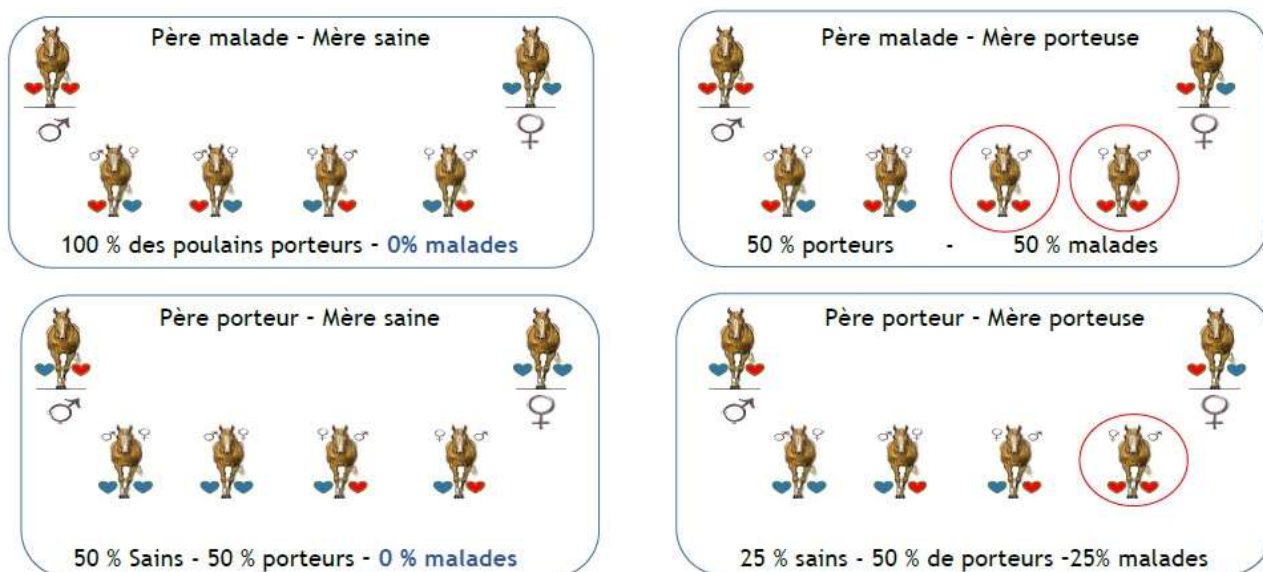 Père malade - Mère saine
100 % des poulains porteurs - 0% malades
Père malade - Mère porteuse
50 % porteurs - 50 % malades
Père porteur - Mère saine
50 % Sains - 50 % porteurs - 0 % malades
Père porteur - Mère porteuse
25 % sains - 50 % de porteurs -25% malades